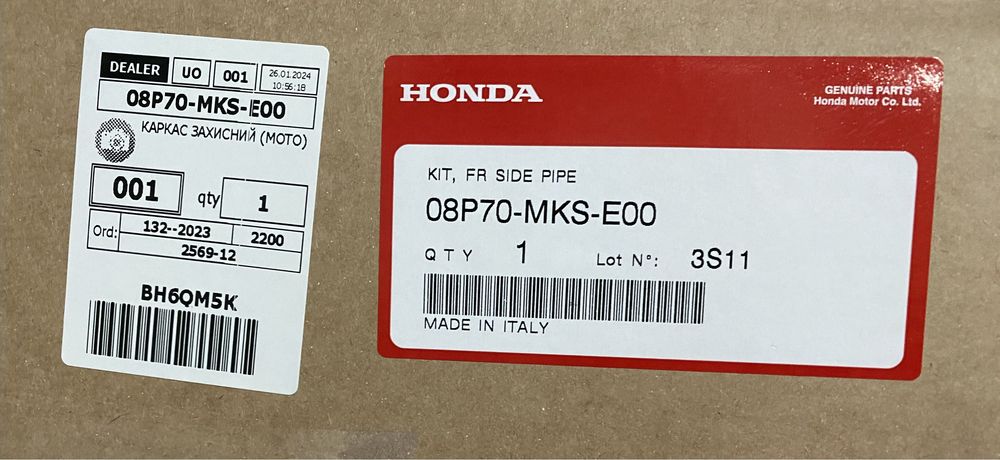 DEALER UO 001 26.01.2024
10:56:18
08P70-MKS-E00
КАРКАС ЗАХИСНИЙ (МОТО)
001 qty 1
Ord: 132--2023 2200
2569-12
BH6QM5K
HONDA
GENUINE PARTS
Honda Motor Co. Ltd.
KIT, FR SIDE PIPE
08P70-MKS-E00
QTY 1 Lot N°: 3S11
MADE IN ITALY